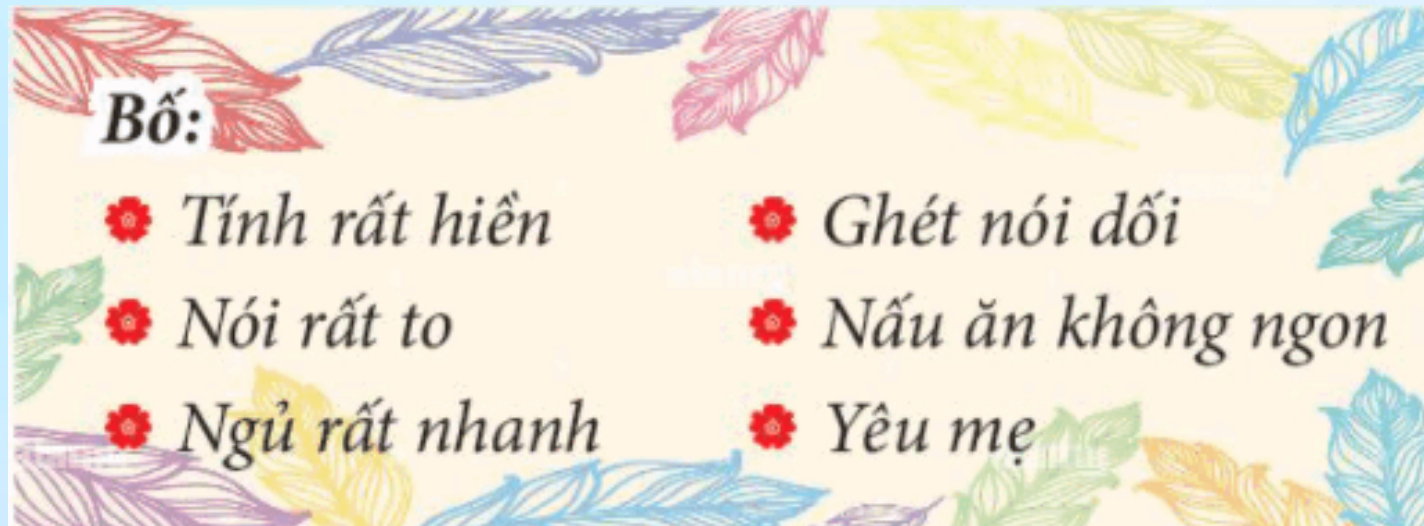 Bố:
Tính rất hiền
Nói rất to
Ngủ rất nhanh
Ghét nói dối
Nấu ăn không ngon
Yêu mẹ